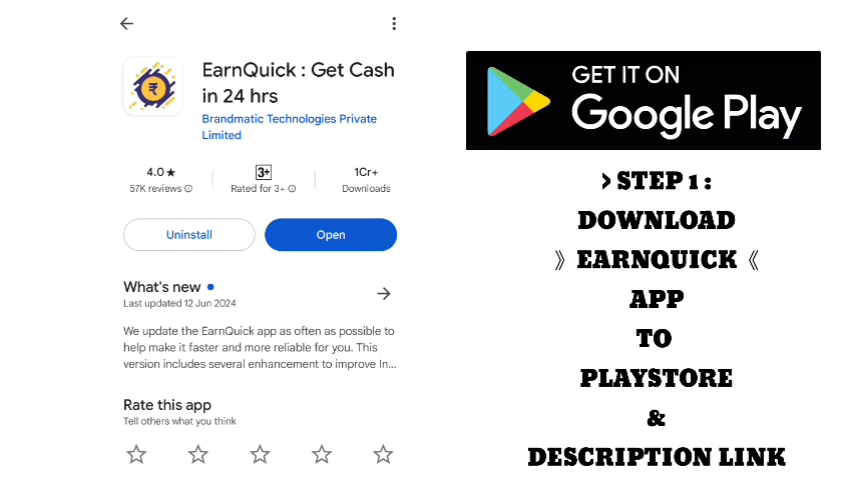 EarnQuick : Get Cash
in 24 hrs
Brandmatic Technologies Private
Limited
4.0★
57K reviews
3+
Rated for 3+
1Cr+
Downloads
Uninstall
Open
What's new
Last updated 12 Jun 2024
We update the EarnQuick app as often as possible to
help make it faster and more reliable for you. This
version includes several enhancement to improve In...
Rate this app
Tell others what you think
GET IT ON
Google Play
> STEP 1 :
DOWNLOAD
》 EARNQUICK 《
APP
TO
PLAYSTORE
&
DESCRIPTION LINK